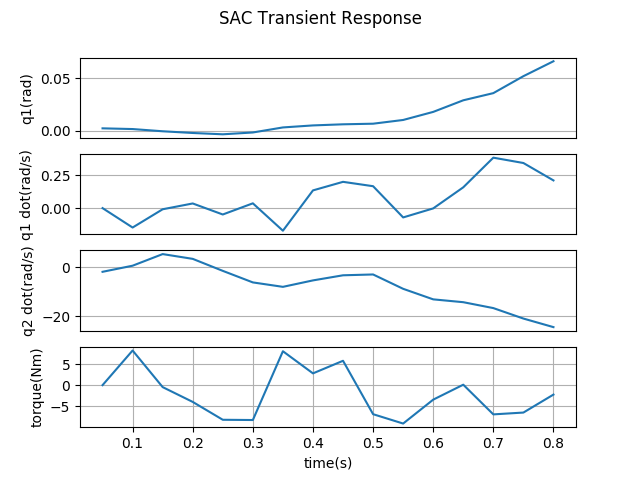 SAC Transient Response
q1(rad)
0.05
0.00
q1 dot(rad/s)
0.25
0.00
q2 dot(rad/s)
0
−20
torque(Nm)
5
0
−5
0.1 0.2 0.3 0.4 0.5 0.6 0.7 0.8
time(s)